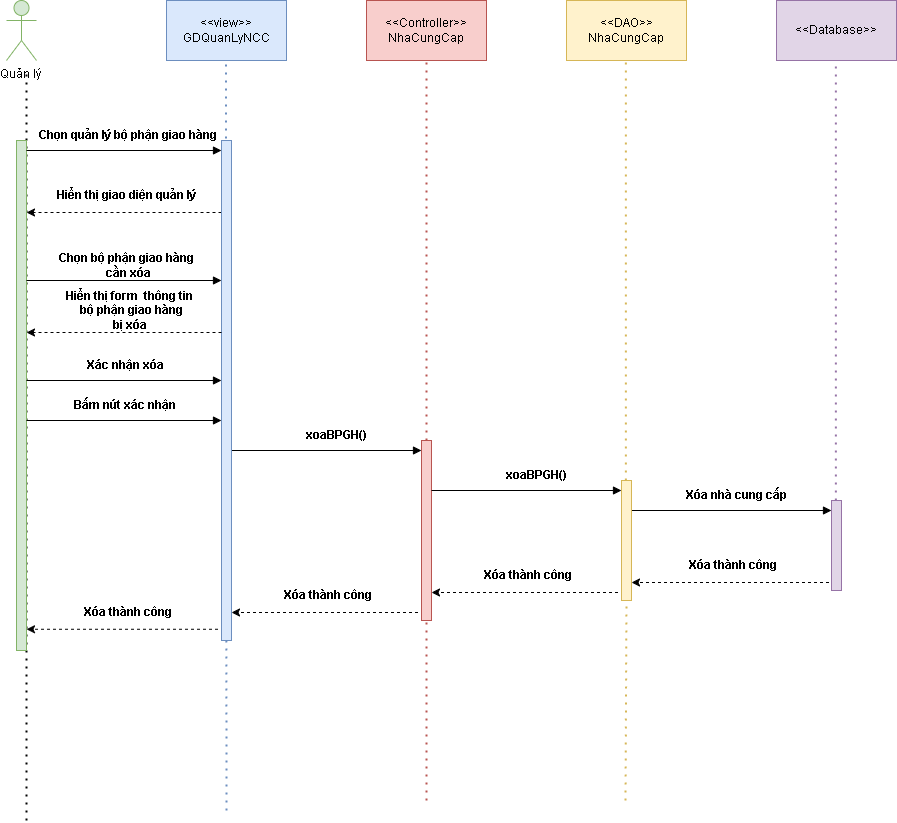 <<view>>
GDQuanLyNCC
<<Controller>>
NhaCungCap
<<DAO>>
NhaCungCap
<<Database>>
Quản lý
Chọn quản lý bộ phận giao hàng
Hiển thị giao diện quản lý
Chọn bộ phận giao hàng
cần xóa
Hiển thị form thông tin
bộ phận giao hàng
bị xóa
Xác nhận xóa
Bấm nút xác nhận
xoaBPGH()
xoaBPGH()
Xóa nhà cung cấp
Xóa thành công
Xóa thành công
Xóa thành công
Xóa thành công